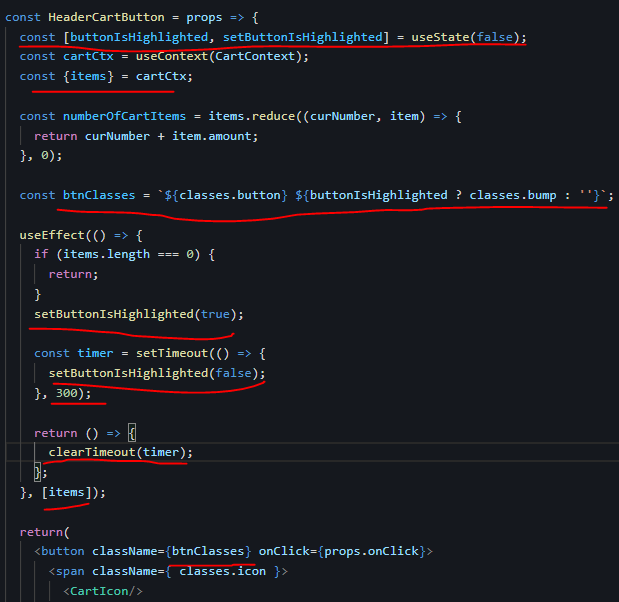 const HeaderCartButton = props => {
const [buttonIsHighlighted, setButtonIsHighlighted] = useState(false);
const cartCtx = useContext(CartContext);
const {items} = cartCtx;
const numberOfCartItems = items.reduce((curNumber, item) => {
return curNumber + item.amount;
}, 0);
const btnClasses = `${classes.button} ${buttonIsHighlighted ? classes.bump : ''}`;
useEffect(() => {
if (items.length === 0) {
return;
}
setButtonIsHighlighted(true);
const timer = setTimeout(() => {
setButtonIsHighlighted(false);
}, 300);
return () => {
clearTimeout(timer);
};
}, [items]);
return(
<button className={btnClasses} onClick={props.onClick}>
<span className={ classes.icon }>
<CartIcon/>